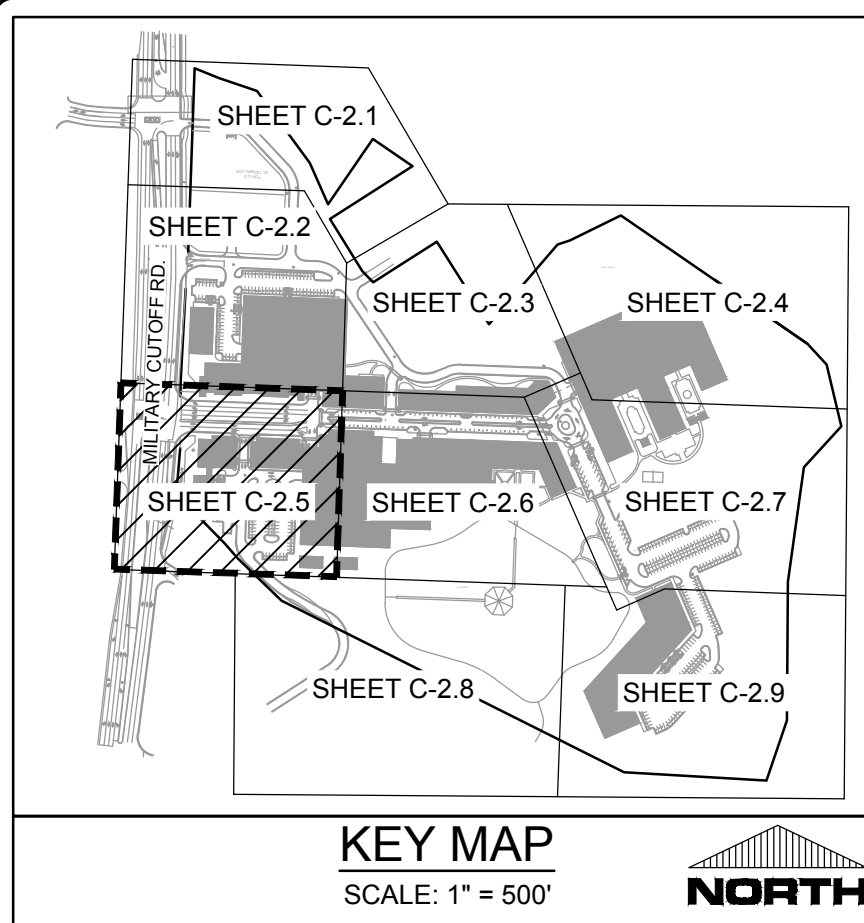 SHEET C-2.1
SHEET C-2.2
MILITARY CUTOFF RD.
SHEET C-2.3
SHEET C-2.4
SHEET C-2.5
SHEET C-2.6
SHEET C-2.7
SHEET C-2.8
SHEET C-2.9
KEY MAP
SCALE: 1" = 500'
NORTH